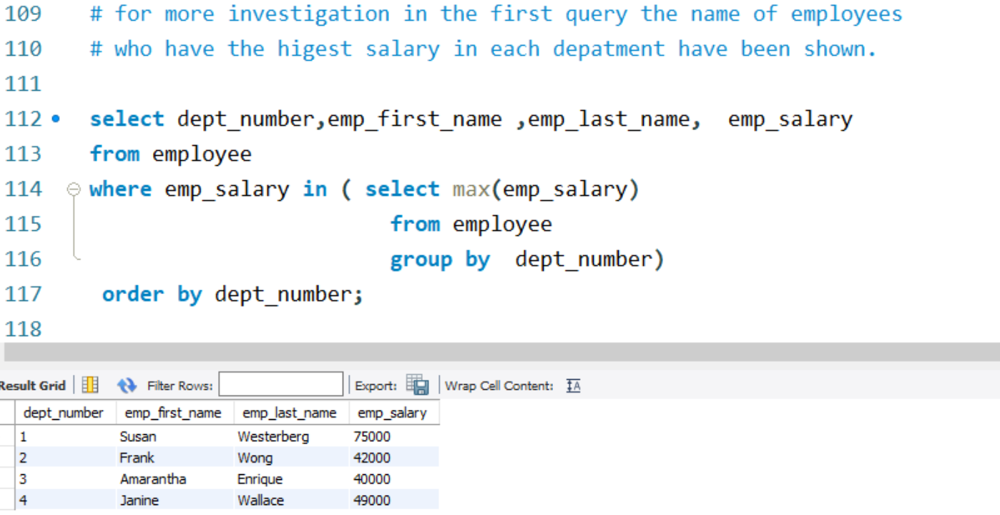 109 # for more investigation in the first query the name of employees
110 # who have the higest salary in each depatment have been shown.
111
112 select dept_number,emp_first_name ,emp_last_name, emp_salary
113 from employee
114 where emp_salary in ( select max(emp_salary)
115 from employee
116 group by dept_number)
117 order by dept_number;
118
Result Grid Filter Rows: Export: Wrap Cell Content: IA
dept_number emp_first_name emp_last_name emp_salary
1 Susan Westerberg 75000
2 Frank Wong 42000
3 Amarantha Enrique 40000
4 Janine Wallace 49000